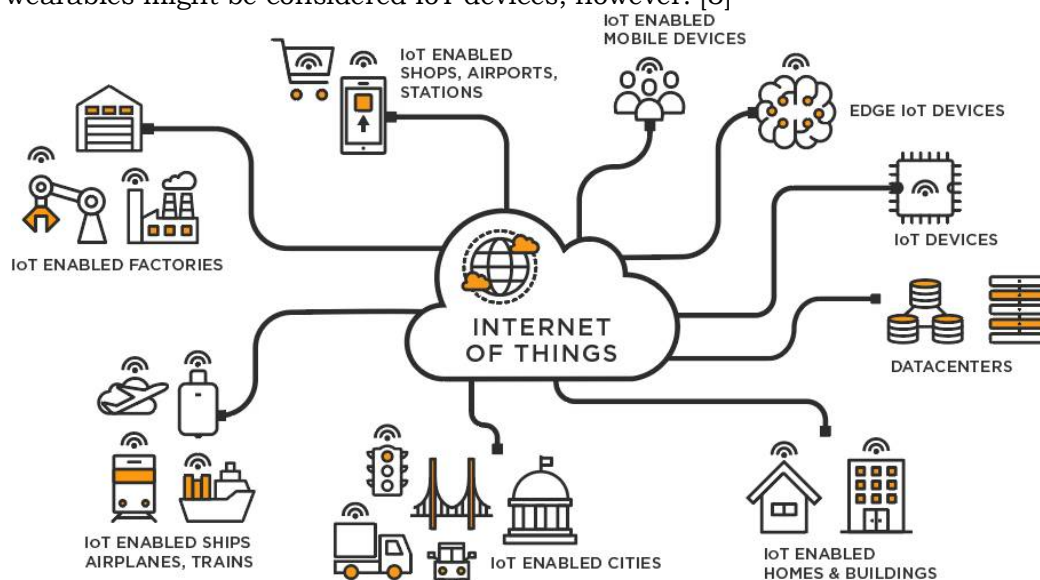 wearables might be considered IoT devices, however. [8]
IoT ENABLED
MOBILE DEVICES
IoT ENABLED
SHOPS, AIRPORTS,
STATIONS
EDGE IoT DEVICES
IoT DEVICES
IoT ENABLED FACTORIES
INTERNET
OF THINGS
DATACENTERS
IoT ENABLED SHIPS
AIRPLANES, TRAINS
IoT ENABLED CITIES
IoT ENABLED
HOMES & BUILDINGS